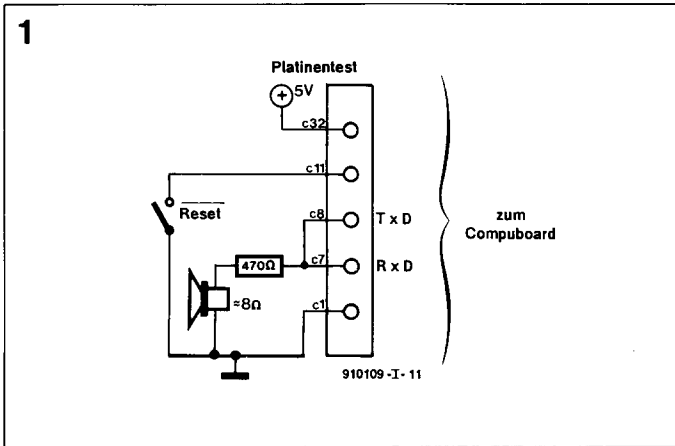 1
Platinentest
5V
c32
c11
Reset
c8
T x D
zum
Compuboard
470Ω
c7
R x D
≈8Ω
c1
910109 -I- 11